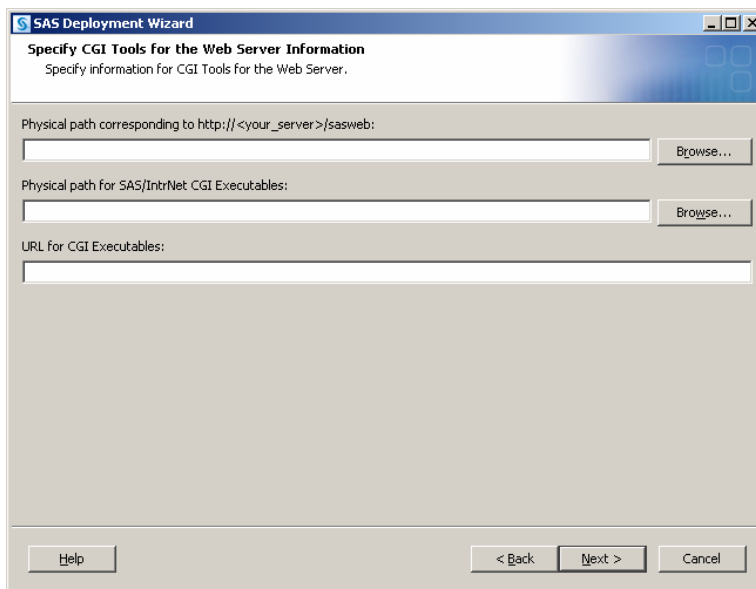 SAS Deployment Wizard
Specify CGI Tools for the Web Server Information
Specify information for CGI Tools for the Web Server.
Physical path corresponding to http://<your_server>/sasweb:
Browse...
Physical path for SAS/IntrNet CGI Executables:
Browse...
URL for CGI Executables:
Help
< Back
Next >
Cancel